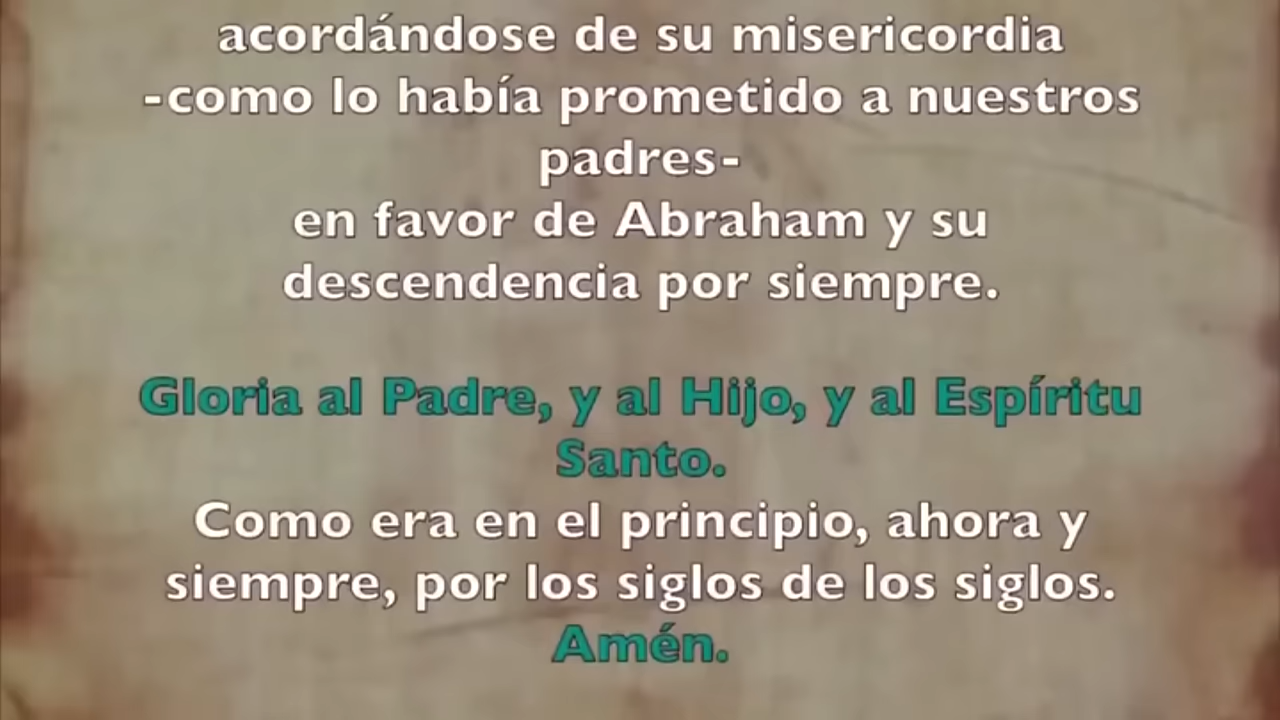 acordándose de su misericordia
-como lo había prometido a nuestros
padres-
en favor de Abraham y su
descendencia por siempre.
Gloria al Padre, y al Hijo, y al Espíritu
Santo.
Como era en el principio, ahora y
siempre, por los siglos de los siglos.
Amén.